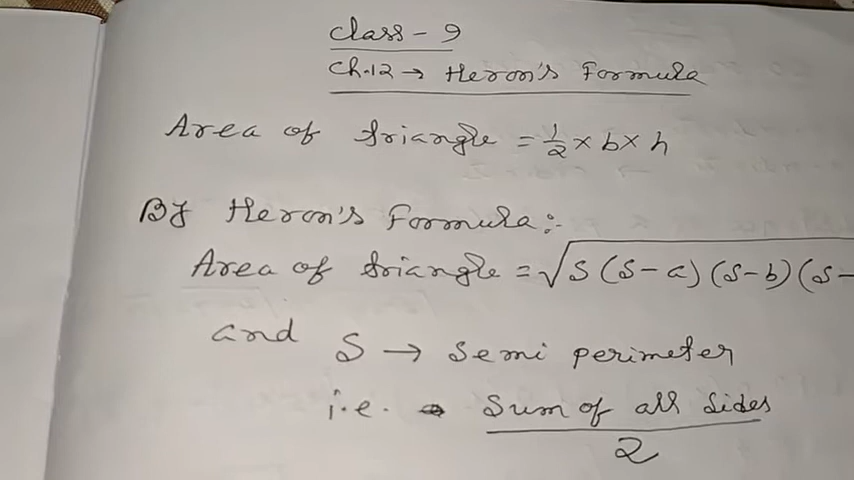 Class - 9
Ch.12 → Heron's Formula
Area of triangle = 1/2 × b × h
By Heron's Formula:-
Area of triangle = √S(S-a)(S-b)(S-
and S → Semi perimeter
i.e. Sum of all sides
2